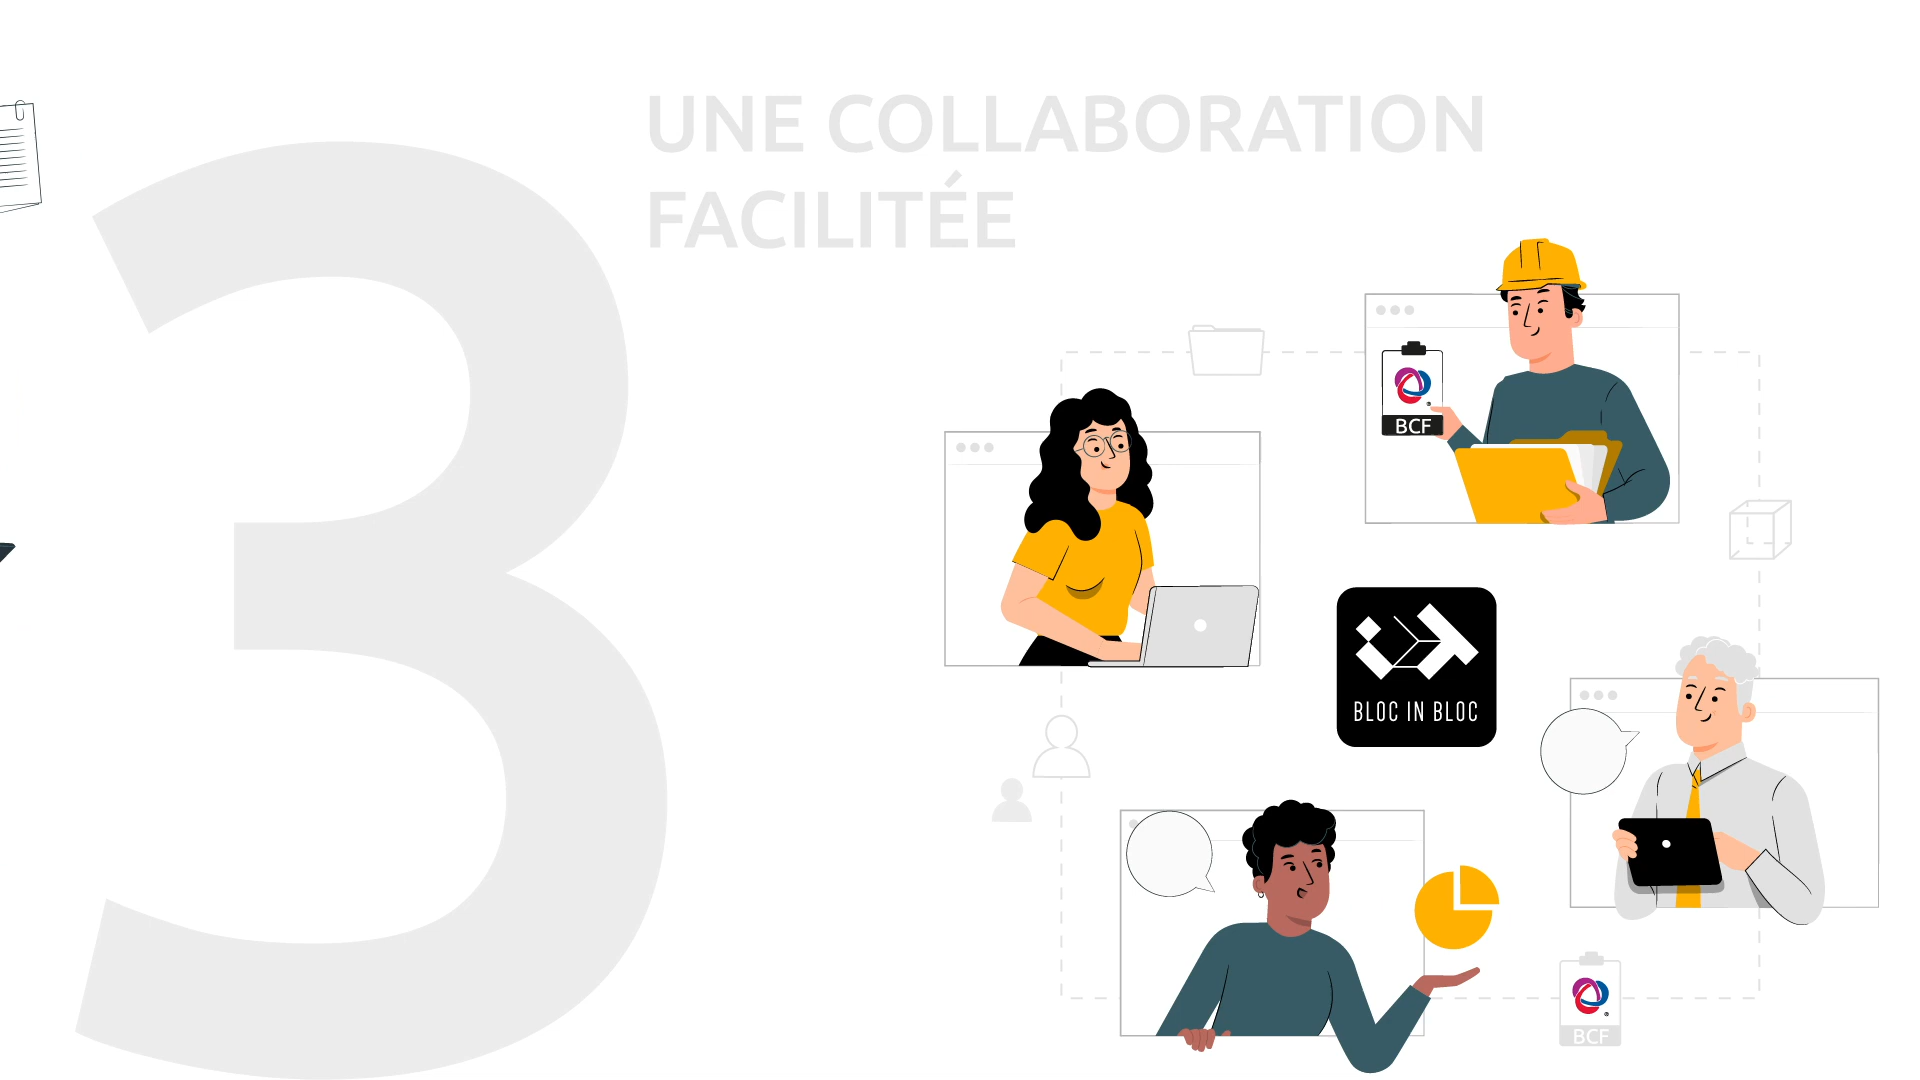 3
UNE COLLABORATION
FACILITÉE
BCF
BLOC IN BLOC
BCF